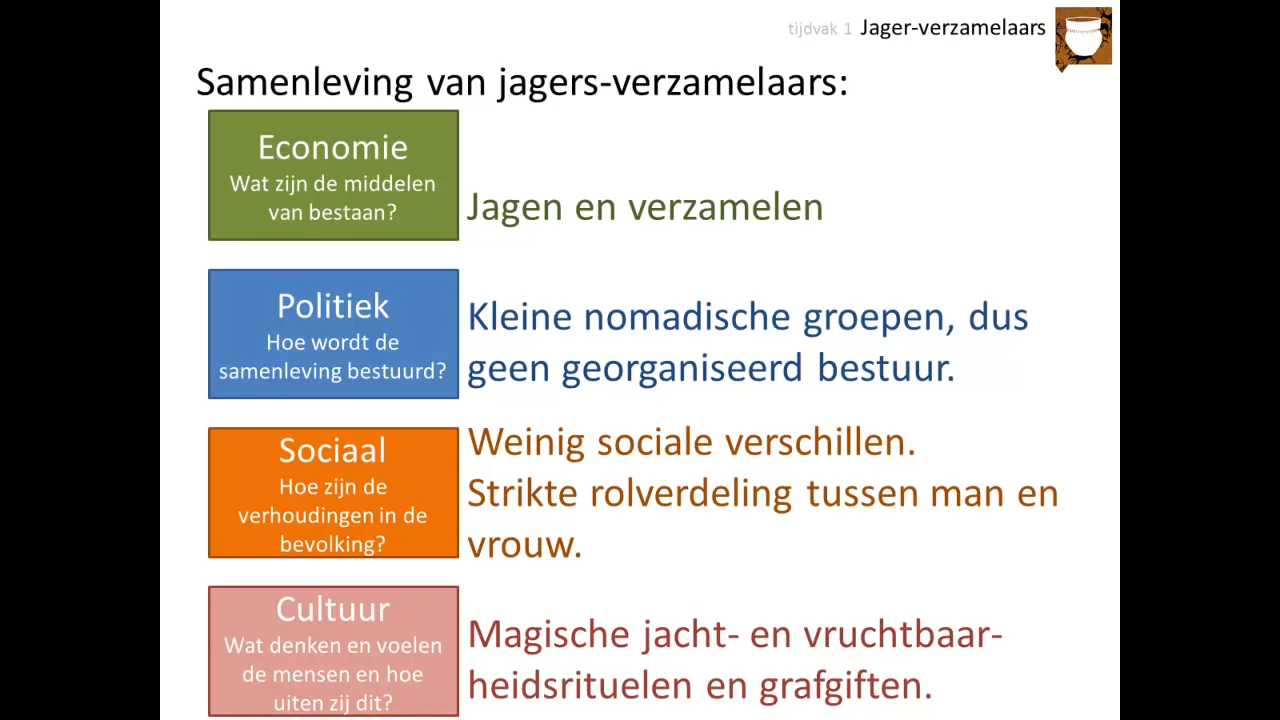 tijdvak 1 Jager-verzamelaars
Samenleving van jagers-verzamelaars:
Economie
Wat zijn de middelen
van bestaan?
Jagen en verzamelen
Politiek
Hoe wordt de
samenleving bestuurd?
Kleine nomadische groepen, dus
geen georganiseerd bestuur.
Sociaal
Hoe zijn de
verhoudingen in de
bevolking?
Weinig sociale verschillen.
Strikte rolverdeling tussen man en
vrouw.
Cultuur
Wat denken en voelen
de mensen en hoe
uiten zij dit?
Magische jacht- en vruchtbaar-
heidsrituelen en grafgiften.